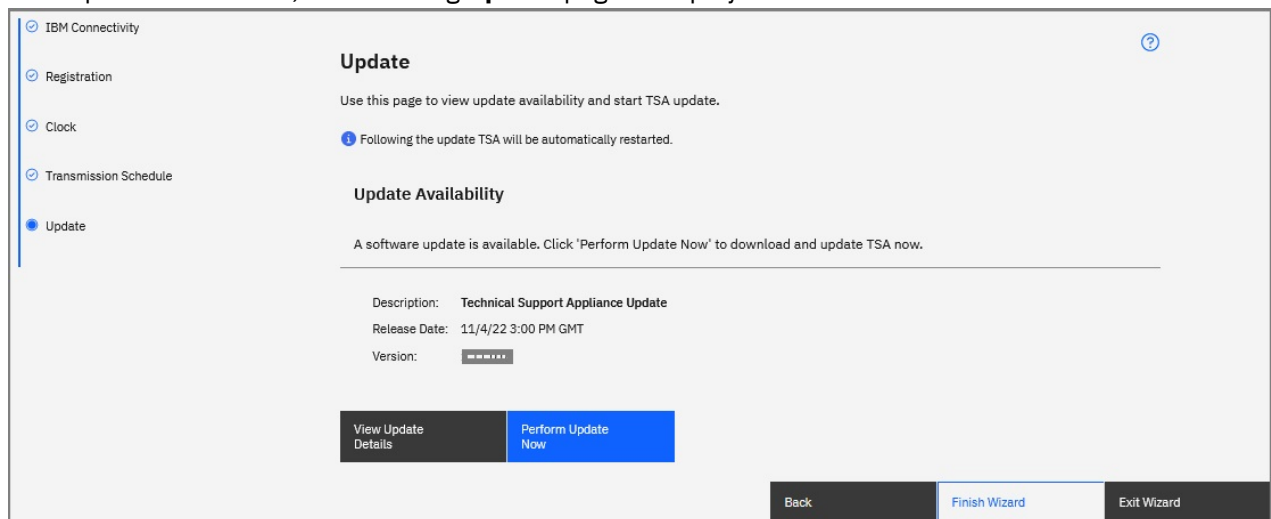 IBM Connectivity
Registration
Clock
Transmission Schedule
Update
Update
Use this page to view update availability and start TSA update.
Following the update TSA will be automatically restarted.
Update Availability
A software update is available. Click 'Perform Update Now' to download and update TSA now.
Description: Technical Support Appliance Update
Release Date: 11/4/22 3:00 PM GMT
Version:
View Update
Details
Perform Update
Now
Back
Finish Wizard
Exit Wizard